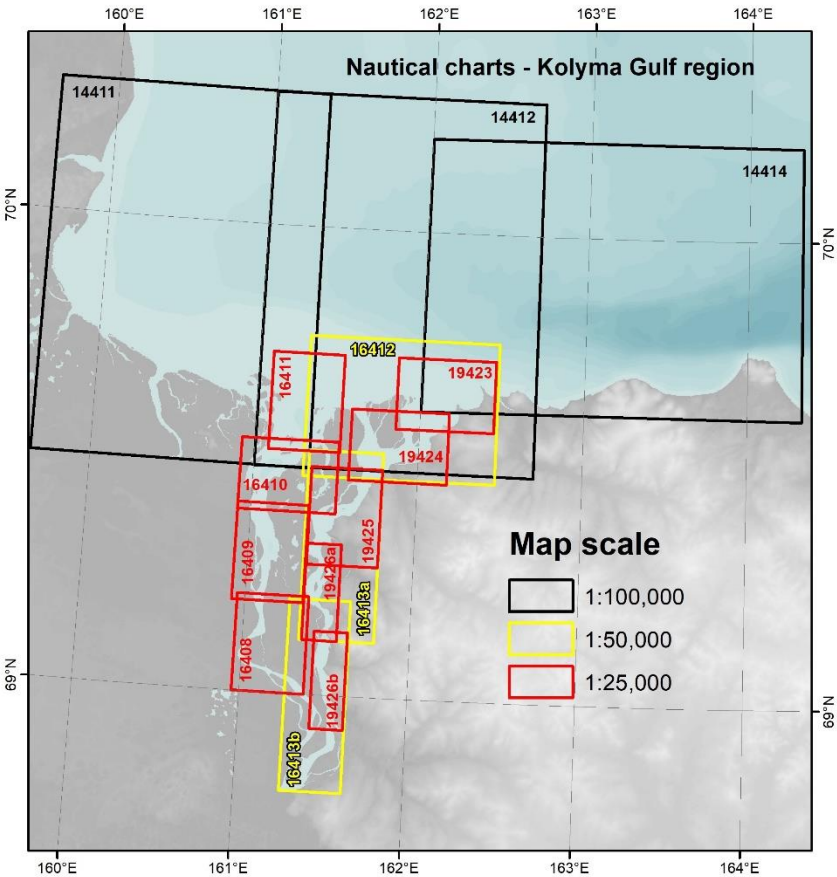 160°E
161°E
162°E
163°E
164°E
Nautical charts - Kolyma Gulf region
14411
14412
14414
70°N
70°N
16412
16411
19423
19424
16410
19425
16409
19426a
16413a
16408
19426b
16413b
Map scale
1:100,000
1:50,000
1:25,000
69°N
69°N
160°E
161°E
162°E
163°E
164°E